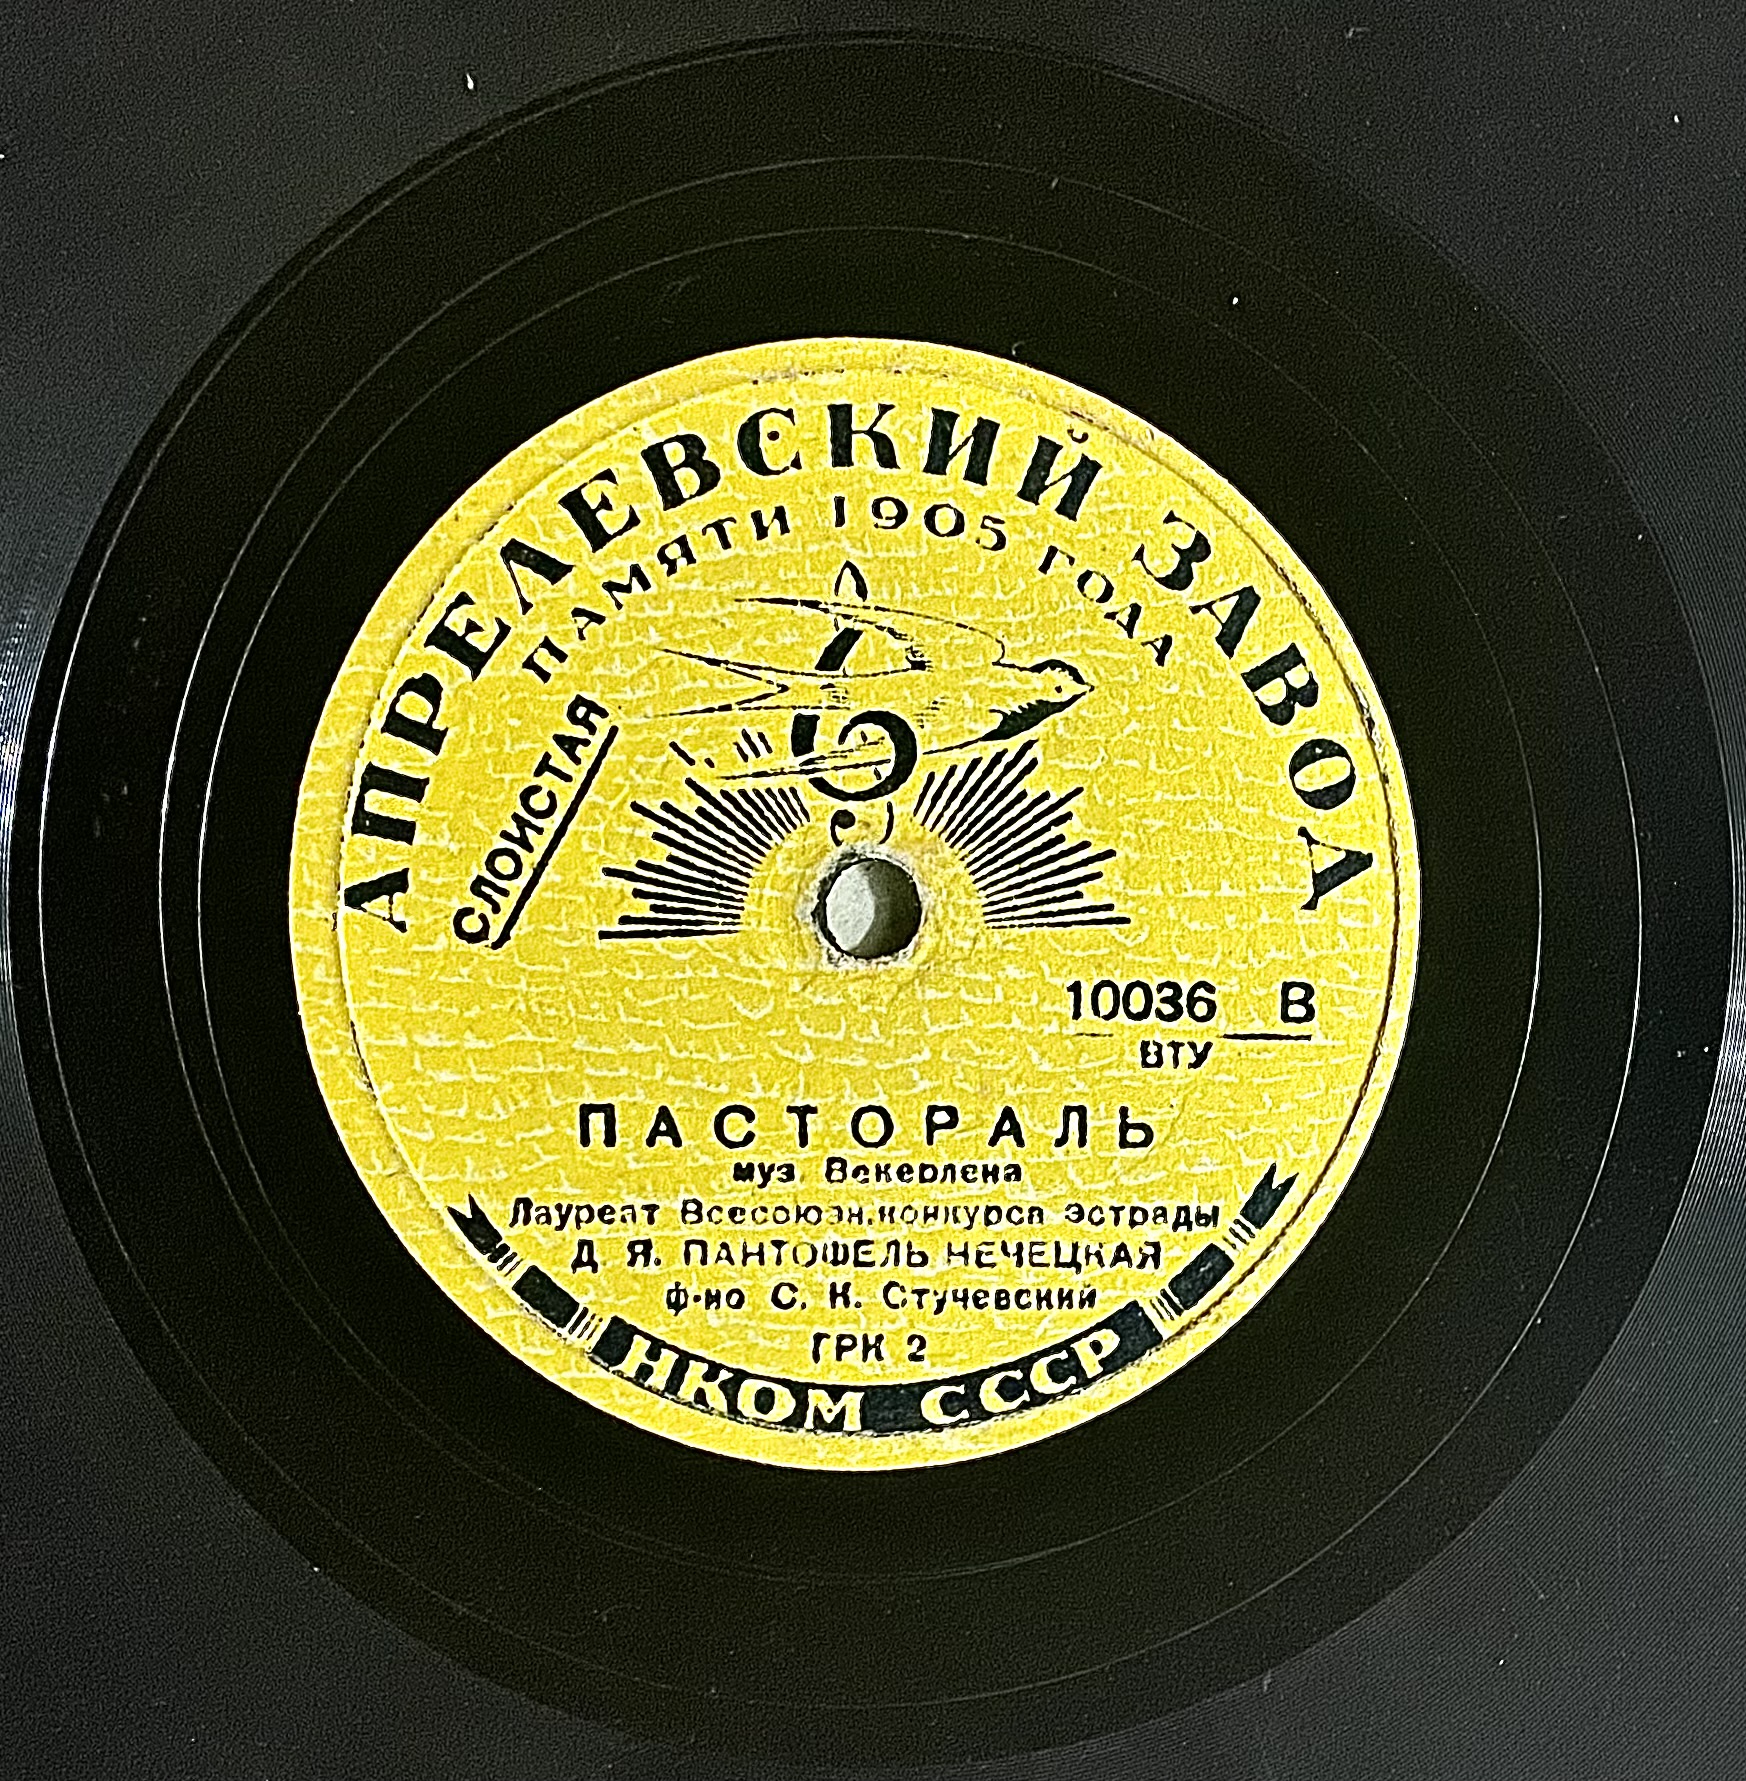 АПРЕЛЕВСКИЙ ЗАВОД
ПАМЯТИ 1905 ГОДА
СЛОИСТАЯ
10036 В
ВТУ
ПАСТОРАЛЬ
муз. Векерлена
Лауреат Всесоюзн.конкурса эстрады
Д. Я. ПАНТОФЕЛЬ НЕЧЕЦКАЯ
ф-но С. К. Стучевский
ГРК 2
НКОМ СССР